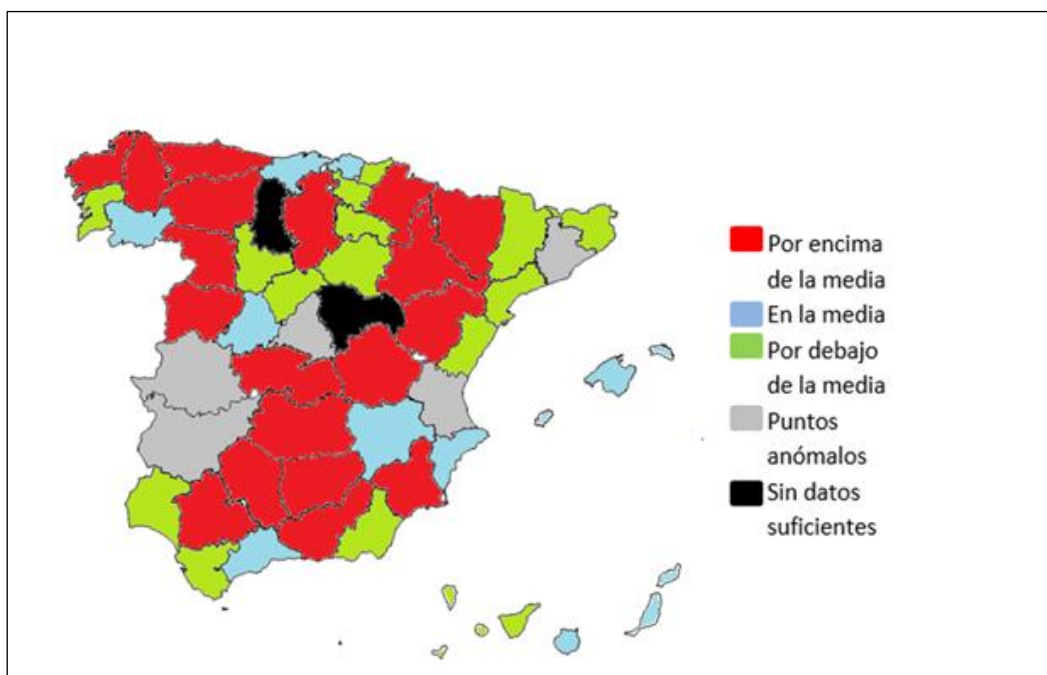 Por encima
de la media
En la media
Por debajo
de la media
Puntos
anómalos
Sin datos
suficientes